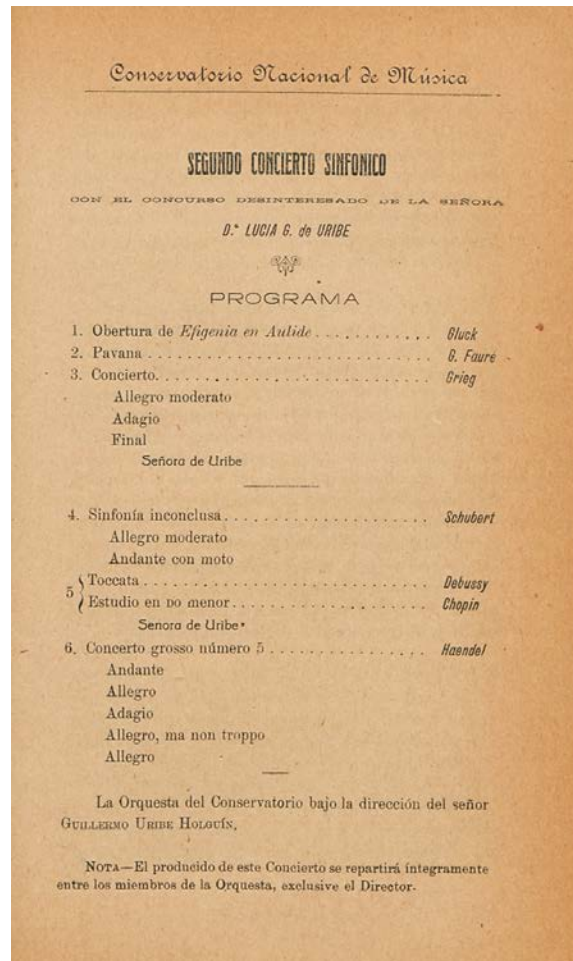 Conservatorio Nacional de Música
SEGUNDO CONCIERTO SINFONICO
CON EL CONCURSO DESINTERESADO DE LA SEÑORA
D.ª LUCIA G. de URIBE
PROGRAMA
1. Obertura de Efigenia en Aulide . . . . . . . . . . . . Gluck
2. Pavana . . . . . . . . . . . . . . . . . . . . . . . . . . . . . G. Faure
3. Concierto. . . . . . . . . . . . . . . . . . . . . . . . . . . . Grieg
Allegro moderato
Adagio
Final
Señora de Uribe
4. Sinfonía inconclusa. . . . . . . . . . . . . . . . . . . . . Schubert
Allegro moderato
Andante con moto
5 { Toccata . . . . . . . . . . . . . . . . . . . . . . . . . . . . . Debussy
Estudio en DO menor. . . . . . . . . . . . . . . . . . . . Chopin
Senora de Uribe
6. Concerto grosso número 5 . . . . . . . . . . . . . . . . Haendel
Andante
Allegro
Adagio
Allegro, ma non troppo
Allegro
La Orquesta del Conservatorio bajo la dirección del señor
GUILLERMO URIBE HOLGUÍN.
NOTA—El producido de este Concierto se repartirá íntegramente
entre los miembros de la Orquesta, exclusive el Director.